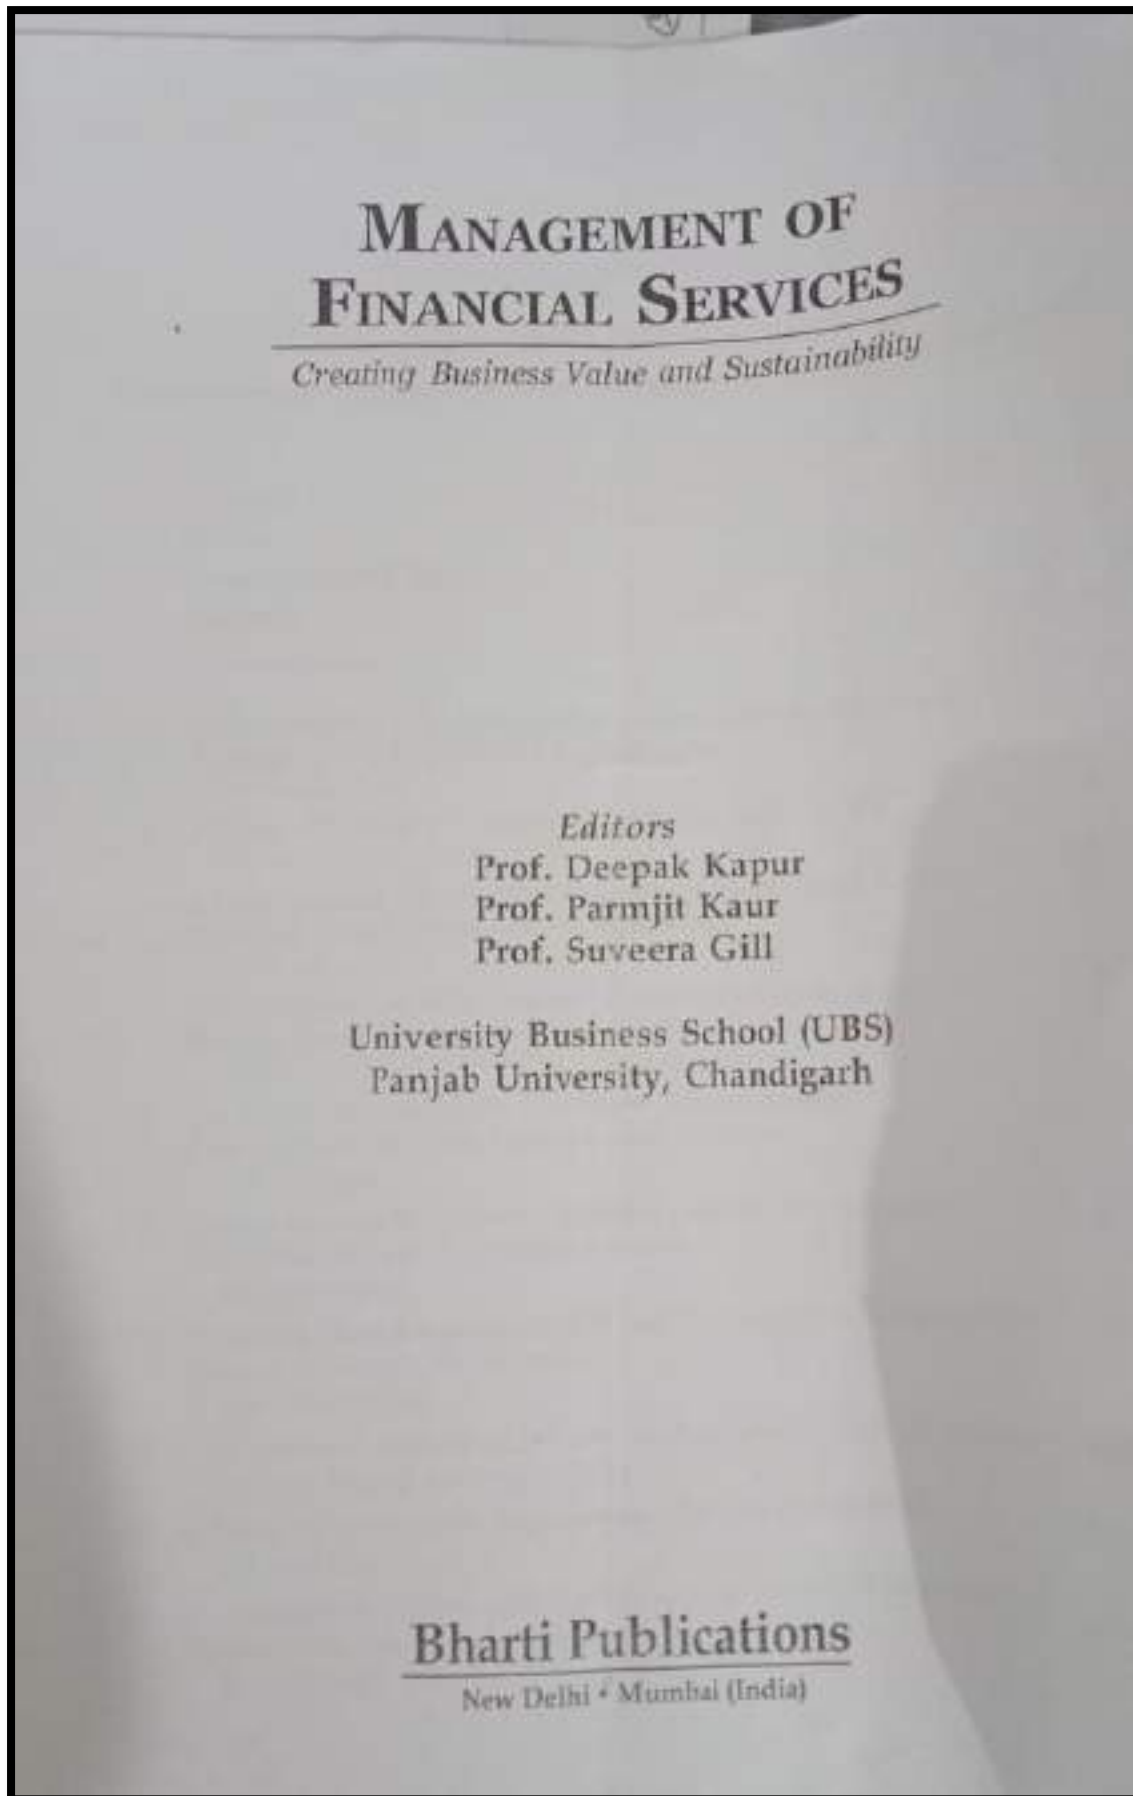 MANAGEMENT OF
FINANCIAL SERVICES
Creating Business Value and Sustainability
Editors
Prof. Deepak Kapur
Prof. Parmjit Kaur
Prof. Suveera Gill
University Business School (UBS)
Panjab University, Chandigarh
Bharti Publications
New Delhi • Mumbai (India)